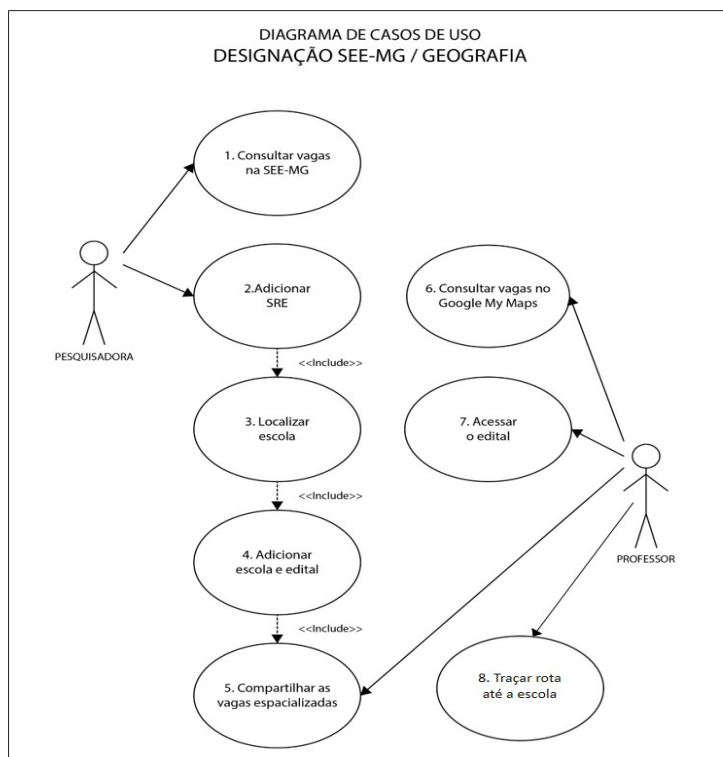 DIAGRAMA DE CASOS DE USO
DESIGNAÇÃO SEE-MG / GEOGRAFIA
1. Consultar vagas
na SEE-MG
2.Adicionar
SRE
6. Consultar vagas no
Google My Maps
PESQUISADORA
<<Include>>
3. Localizar
escola
7. Acessar
o edital
<<Include>>
4. Adicionar
escola e edital
PROFESSOR
<<Include>>
5. Compartilhar as
vagas espacializadas
8. Traçar rota
até a escola